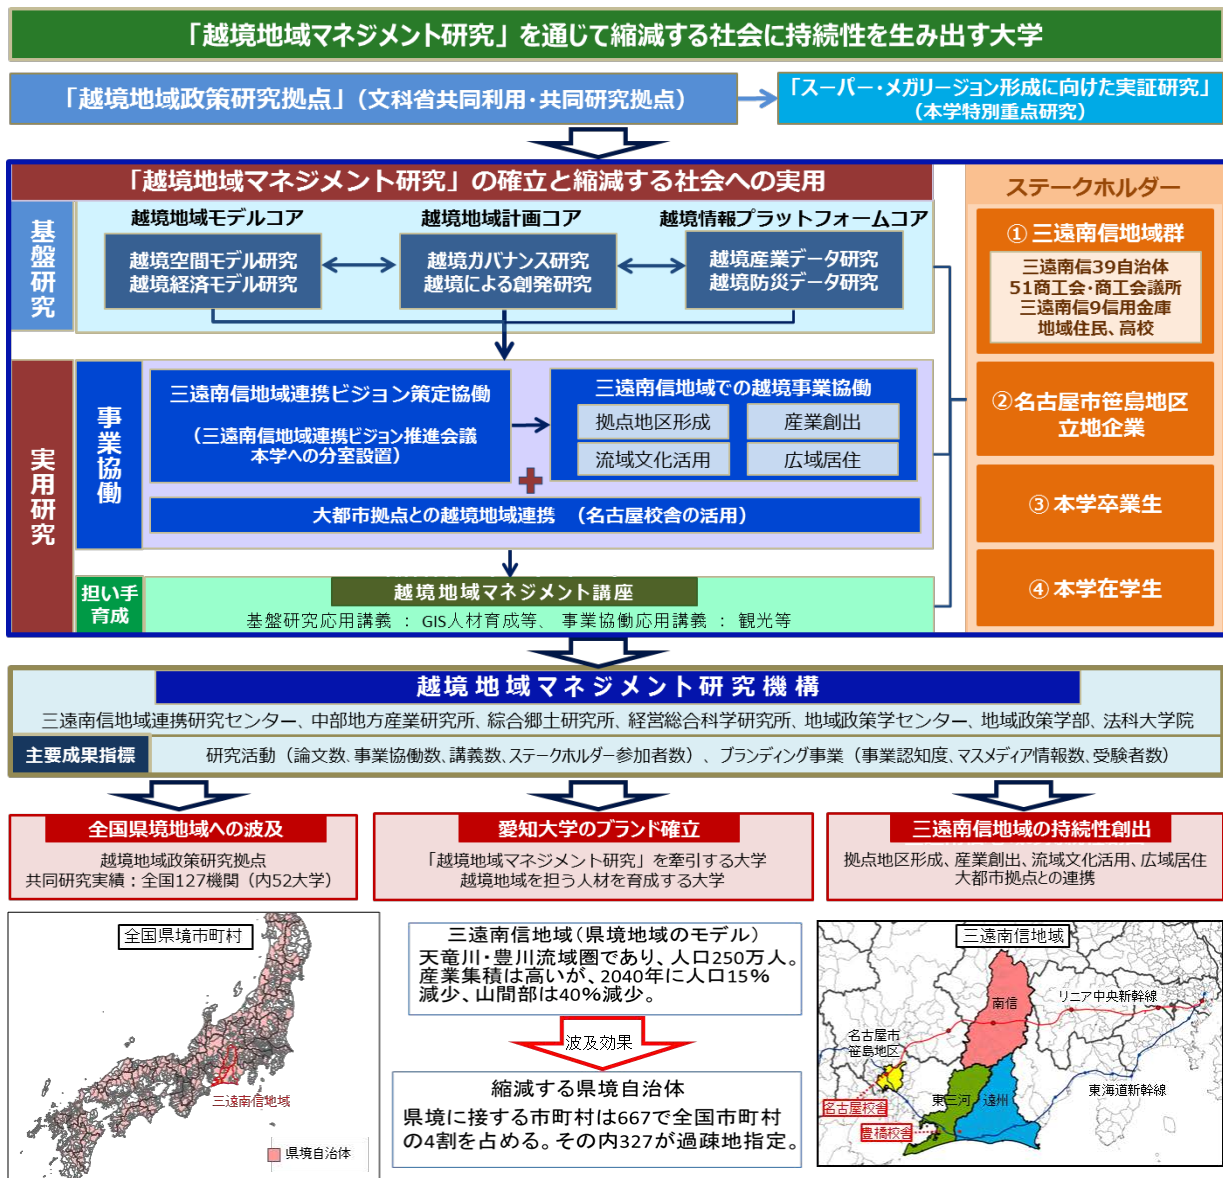 「越境地域マネジメント研究」を通じて縮減する社会に持続性を生み出す大学
「越境地域政策研究拠点」（文科省共同利用・共同研究拠点）
「スーパー・メガリージョン形成に向けた実証研究」
（本学特別重点研究）
「越境地域マネジメント研究」の確立と縮減する社会への実用
基盤研究
越境地域モデルコア
越境空間モデル研究
越境経済モデル研究
越境地域計画コア
越境ガバナンス研究
越境による創発研究
越境情報プラットフォームコア
越境産業データ研究
越境防災データ研究
実用研究
事業協働
三遠南信地域連携ビジョン策定協働
（三遠南信地域連携ビジョン推進会議
本学への分室設置）
三遠南信地域での越境事業協働
拠点地区形成
産業創出
流域文化活用
広域居住
大都市拠点との越境地域連携　（名古屋校舎の活用）
担い手
育成
越境地域マネジメント講座
基盤研究応用講義 ： GIS人材育成等、 事業協働応用講義 ： 観光等
ステークホルダー
① 三遠南信地域群
三遠南信39自治体
51商工会・商工会議所
三遠南信9信用金庫
地域住民、高校
②名古屋市笹島地区
立地企業
③ 本学卒業生
④ 本学在学生
越境地域マネジメント研究機構
三遠南信地域連携研究センター、中部地方産業研究所、綜合郷土研究所、経営総合科学研究所、地域政策学センター、地域政策学部、法科大学院
主要成果指標
研究活動（論文数、事業協働数、講義数、ステークホルダー参加者数）、ブランディング事業（事業認知度、マスメディア情報数、受験者数）
全国県境地域への波及
越境地域政策研究拠点
共同研究実績：全国127機関（内52大学）
愛知大学のブランド確立
「越境地域マネジメント研究」を牽引する大学
越境地域を担う人材を育成する大学
三遠南信地域の持続性創出
拠点地区形成、産業創出、流域文化活用、広域居住
大都市拠点との連携
全国県境市町村
三遠南信地域
県境自治体
三遠南信地域（県境地域のモデル）
天竜川・豊川流域圏であり、人口250万人。
産業集積は高いが、2040年に人口15%
減少、山間部は40%減少。
波及効果
縮減する県境自治体
県境に接する市町村は667で全国市町村
の4割を占める。その内327が過疎地指定。
三遠南信地域
南信
リニア中央新幹線
名古屋市
笹島地区
東三河
遠州
東海道新幹線
名古屋校舎
豊橋校舎